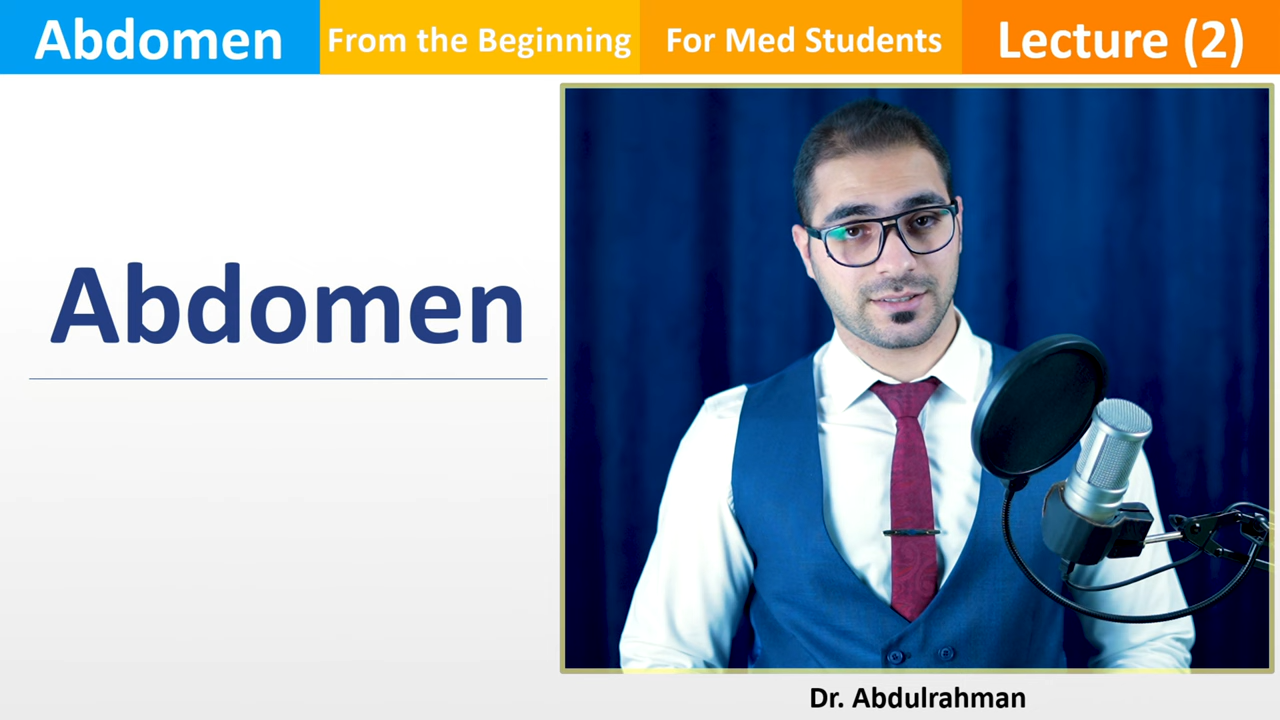 Abdomen
From the Beginning
For Med Students
Lecture (2)
Abdomen
Dr. Abdulrahman